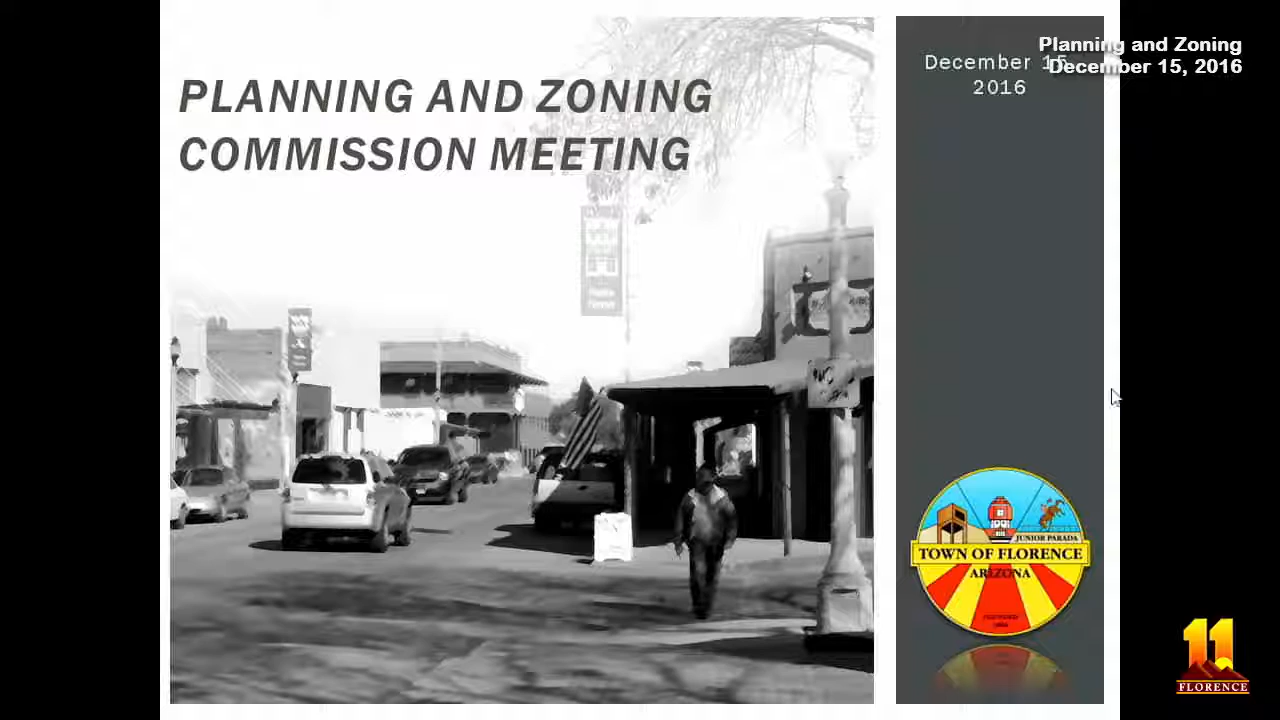 PLANNING AND ZONING
COMMISSION MEETING
December 15
2016
Planning and Zoning
December 15, 2016
JUNIOR PARADA
TOWN OF FLORENCE
ARIZONA
11
FLORENCE